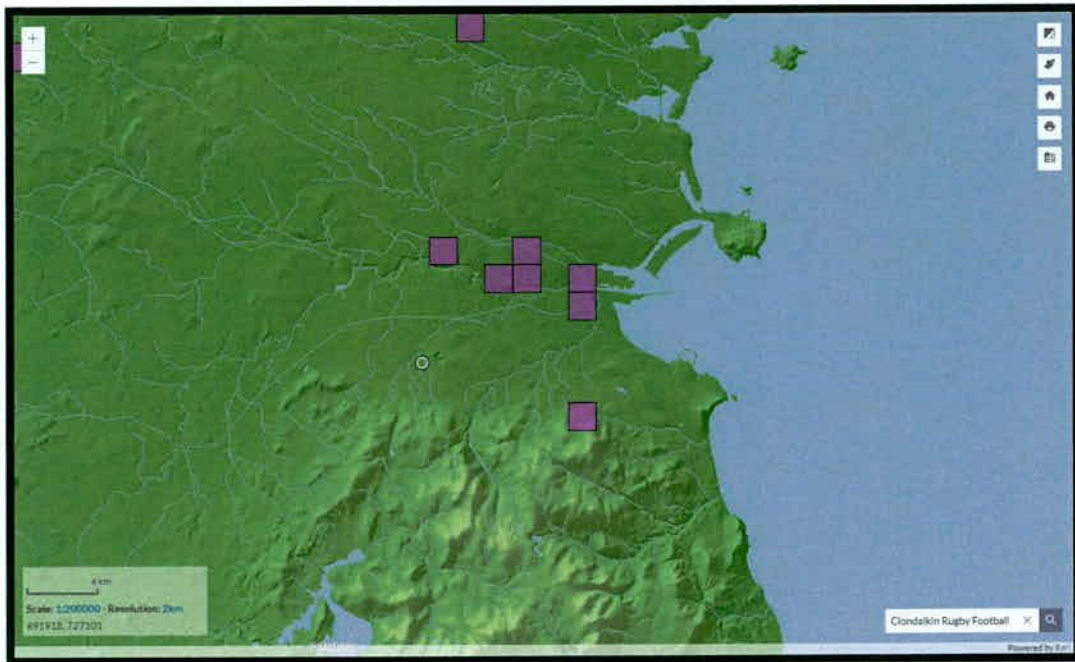 +
−
4 km
Scale: 1:200000 - Resolution: 2km
691918, 727101
Clondalkin Rugby Football ×
Powered by Esri